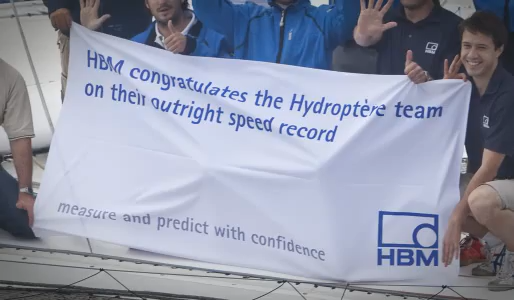 HBM congratulates the Hydroptère team
on their outright speed record
measure and predict with confidence
HBM